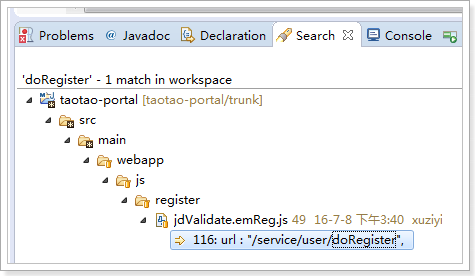 Problems @ Javadoc Declaration Search Console
'doRegister' - 1 match in workspace
taotao-portal [taotao-portal/trunk]
src
main
webapp
js
register
jdValidate.emReg.js 49 16-7-8 下午3:40 xuziyi
116: url : "/service/user/doRegister",